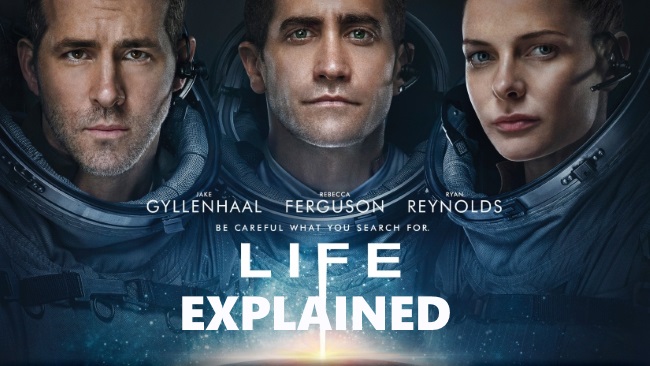 JAKE REBECCA RYAN
GYLLENHAAL FERGUSON REYNOLDS
BE CAREFUL WHAT YOU SEARCH FOR.
LIFE
EXPLAINED